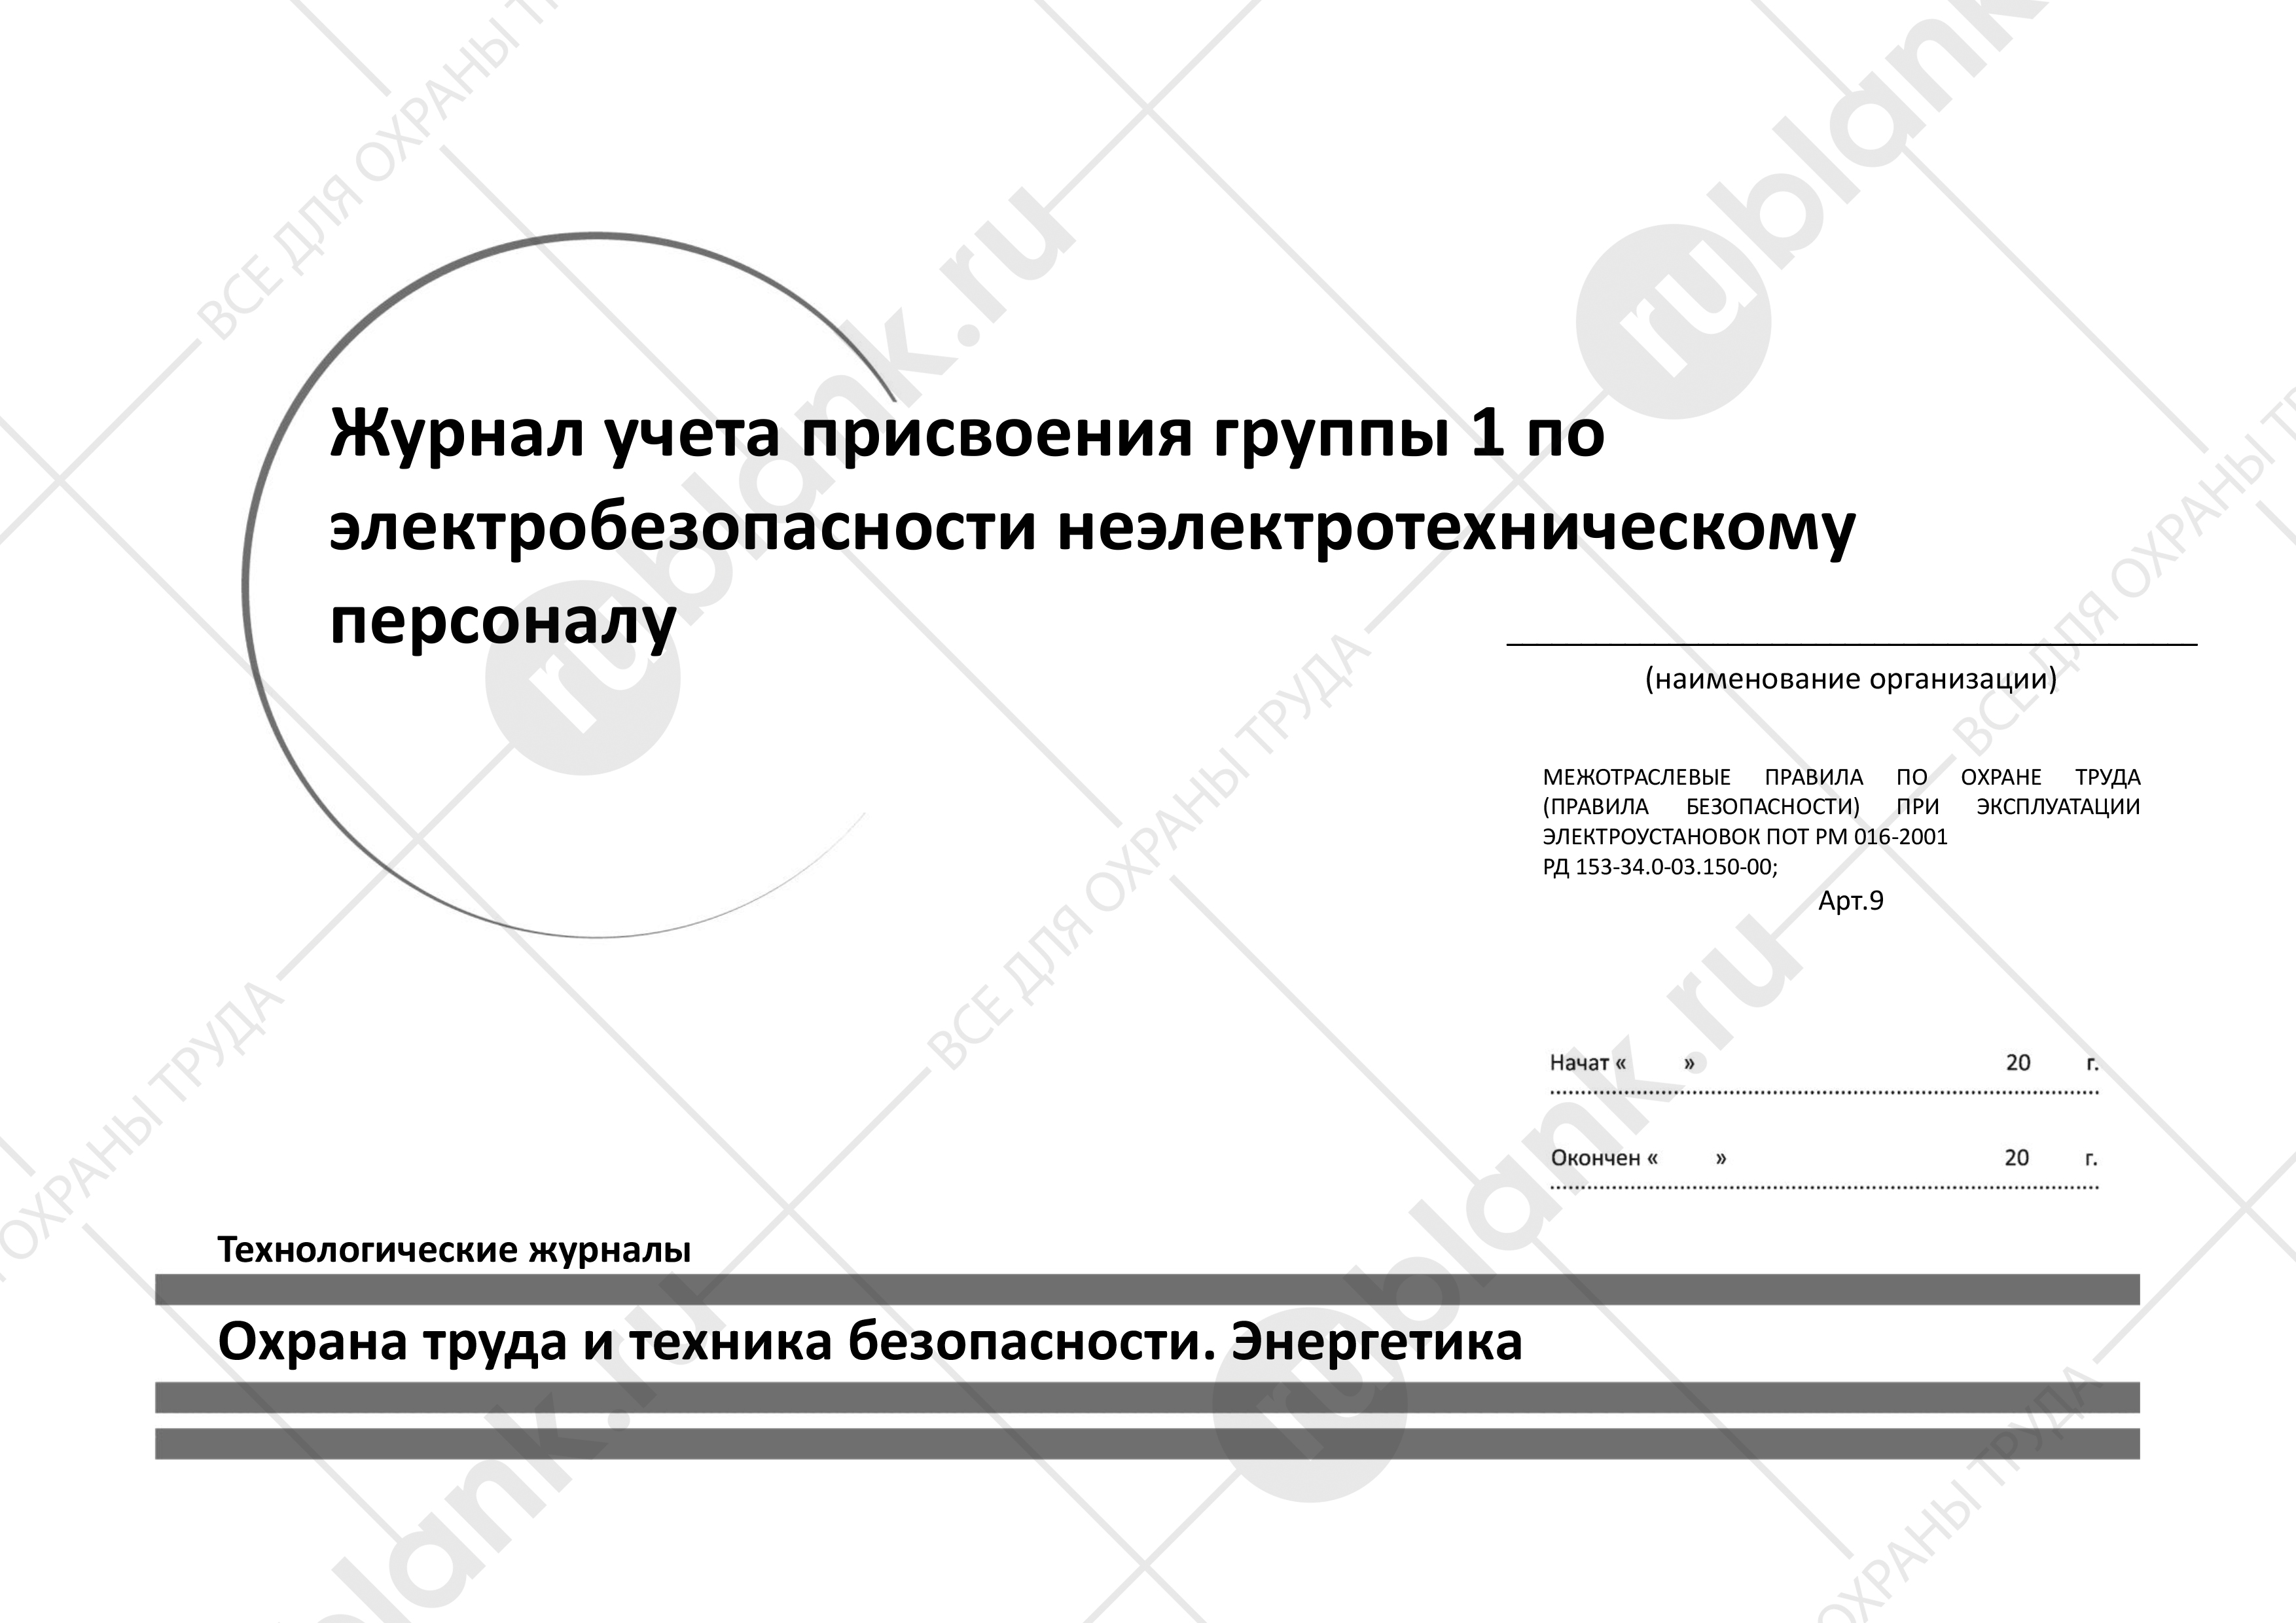 Журнал учета присвоения группы 1 по
электробезопасности неэлектротехническому
персоналу
(наименование организации)
МЕЖОТРАСЛЕВЫЕ ПРАВИЛА ПО ОХРАНЕ ТРУДА
(ПРАВИЛА БЕЗОПАСНОСТИ) ПРИ ЭКСПЛУАТАЦИИ
ЭЛЕКТРОУСТАНОВОК ПОТ РМ 016-2001
РД 153-34.0-03.150-00;
Арт.9
Начат « » 20 г.
Окончен « » 20 г.
Технологические журналы
Охрана труда и техника безопасности. Энергетика
rublank.ru
ВСЕ ДЛЯ ОХРАНЫ ТРУДА